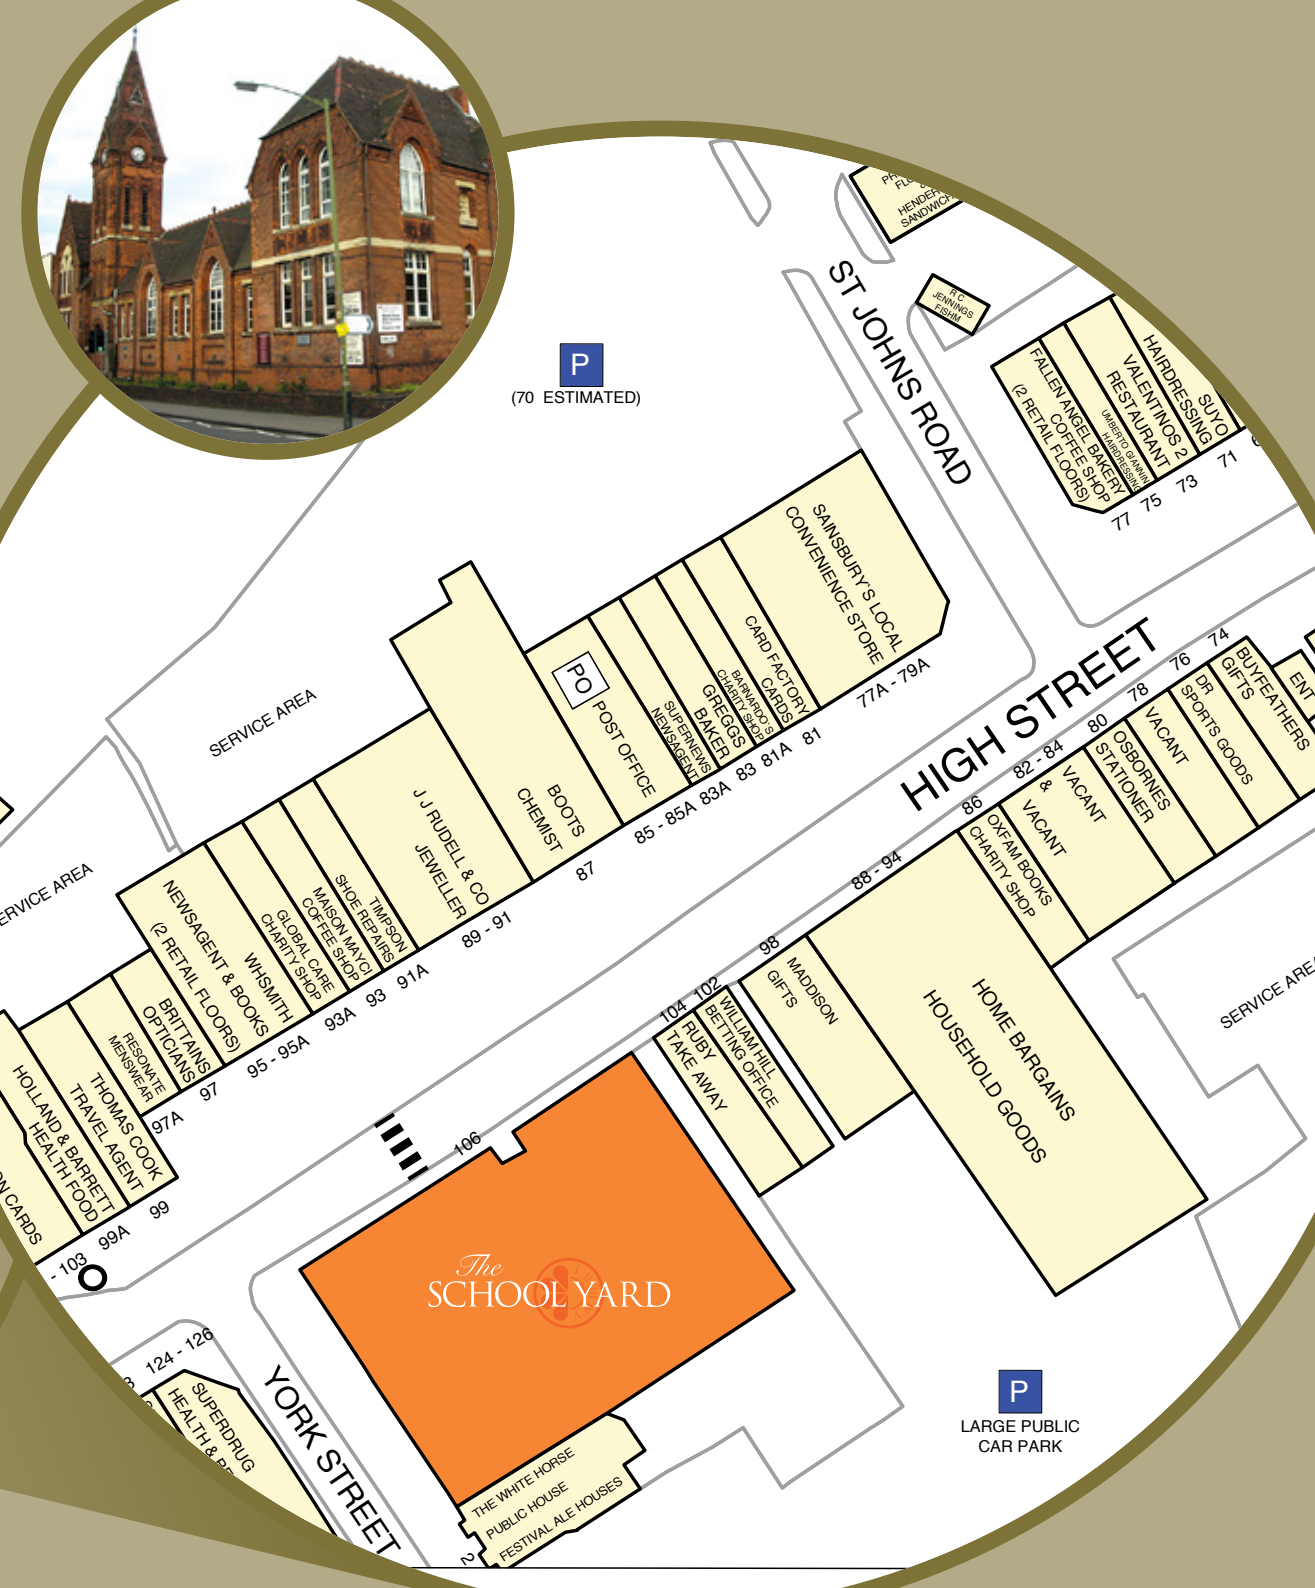 HENDER
SANDWICH
R C
JENNINGS
FISHM
ST JOHNS ROAD
P
(70 ESTIMATED)
FALLEN ANGEL BAKERY
COFFEE SHOP
(2 RETAIL FLOORS)
UMBERTO GIANNINI
HAIRDRESSING
VALENTINOS 2
RESTAURANT
HAIRDRESSING
SUYO
77
75
73
71
SAINSBURY'S LOCAL
CONVENIENCE STORE
CARD FACTORY
CARDS
BARNARDO'S
CHARITY SHOP
GREGGS
BAKER
SUPERNEWS
NEWSAGENT
PO
POST OFFICE
BOOTS
CHEMIST
J J RUDELL & CO
JEWELLER
TIMPSON
SHOE REPAIRS
MAISON MAYCI
COFFEE SHOP
GLOBAL CARE
CHARITY SHOP
WHSMITH
NEWSAGENT & BOOKS
(2 RETAIL FLOORS)
BRITTAINS
OPTICIANS
RESONATE
MENSWEAR
THOMAS COOK
TRAVEL AGENT
HOLLAND & BARRETT
HEALTH FOOD
N CARDS
77A - 79A
81
81A
83
83A
85 - 85A
87
89 - 91
91A
93
93A
95 - 95A
97
97A
99
99A
- 103
SERVICE AREA
ERVICE AREA
HIGH STREET
74
76
78
80
82 - 84
86
88 - 94
98
102
104
106
BUYFEATHERS
GIFTS
ENT
DR
SPORTS GOODS
VACANT
OSBORNES
STATIONER
VACANT
&
VACANT
OXFAM BOOKS
CHARITY SHOP
HOME BARGAINS
HOUSEHOLD GOODS
MADDISON
GIFTS
WILLIAM HILL
BETTING OFFICE
RUBY
TAKE AWAY
SERVICE AREA
The
SCHOOL YARD
124 - 126
SUPERDRUG
HEALTH & BE
YORK STREET
THE WHITE HORSE
PUBLIC HOUSE
FESTIVAL ALE HOUSES
2
P
LARGE PUBLIC
CAR PARK